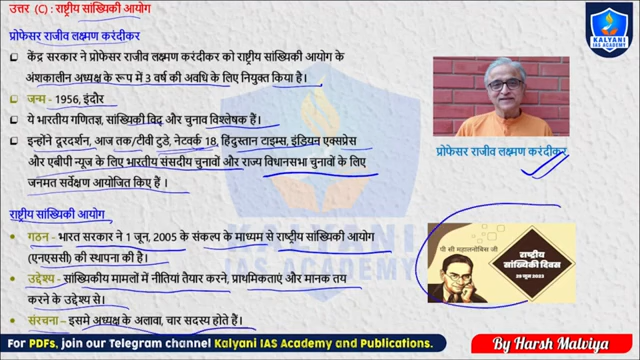 उत्तर (C) : राष्ट्रीय सांख्यिकी आयोग
प्रोफेसर राजीव लक्ष्मण करंदीकर
केंद्र सरकार ने प्रोफेसर राजीव लक्ष्मण करंदीकर को राष्ट्रीय सांख्यिकी आयोग के
अंशकालीन अध्यक्ष के रूप में 3 वर्ष की अवधि के लिए नियुक्त किया है।
जन्म - 1956, इंदौर
ये भारतीय गणितज्ञ, सांख्यिकी विद और चुनाव विश्लेषक हैं।
इन्होंने दूरदर्शन, आज तक/टीवी टुडे, नेटवर्क 18, हिंदुस्तान टाइम्स, इंडियन एक्सप्रेस
और एबीपी न्यूज के लिए भारतीय संसदीय चुनावों और राज्य विधानसभा चुनावों के लिए
जनमत सर्वेक्षण आयोजित किए हैं ।
राष्ट्रीय सांख्यिकी आयोग
गठन - भारत सरकार ने 1 जून, 2005 के संकल्प के माध्यम से राष्ट्रीय सांख्यिकी आयोग
(एनएससी) की स्थापना की है।
उद्देश्य - सांख्यिकीय मामलों में नीतियां तैयार करने, प्राथमिकताएं और मानक तय
करने के उद्देश्य से।
संरचना - इसमे अध्यक्ष के अलावा, चार सदस्य होते हैं।
KALYANI
IAS ACADEMY
प्रोफेसर राजीव लक्ष्मण करंदीकर
पी सी महालनोबिस जी
राष्ट्रीय
सांख्यिकी दिवस
29 जून 2023
For PDFs, join our Telegram channel Kalyani IAS Academy and Publications.
By Harsh Malviya